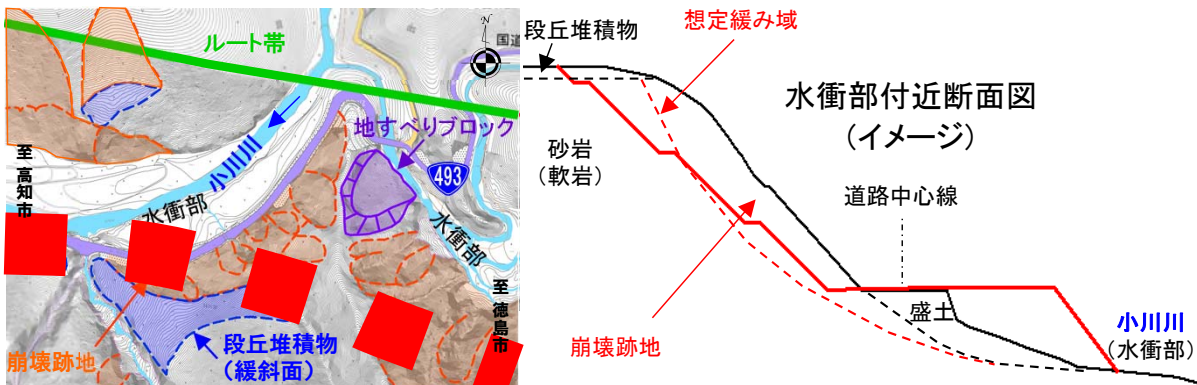 ルート帯
N
国道
地すべりブロック
493
至 高知市
小川川
水衝部
水衝部
至 徳島市
崩壊跡地
段丘堆積物
(緩斜面)
段丘堆積物
想定緩み域
水衝部付近断面図
(イメージ)
砂岩
(軟岩)
道路中心線
盛土
崩壊跡地
小川川
(水衝部)